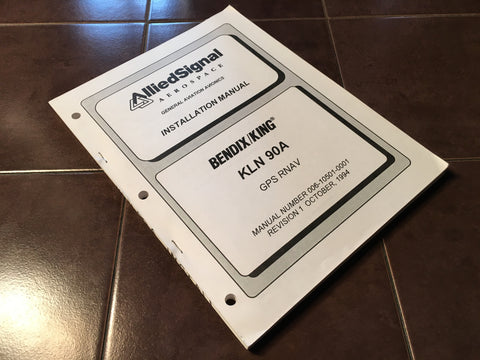 AlliedSignal
AEROSPACE
GENERAL AVIATION AVIONICS
INSTALLATION MANUAL
BENDIX/KING®
KLN 90A
GPS RNAV
MANUAL NUMBER 006-10501-0001
REVISION 1 OCTOBER, 1994